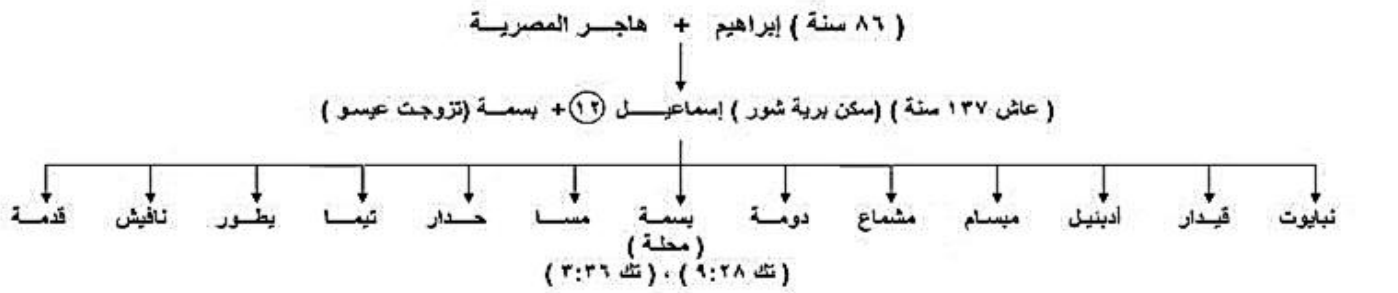 ( ٨٦ سنة ) إبراهيم + هاجر المصرية
( عاش ١٣٧ سنة ) (سكن برية شور ) إسماعيل ١٢ + بسمة (تزوجت عيسو )
نبايوت قيدار أدبئيل مبسام مشماع دومة بسمة مسا حدار تيما يطور نافيش قدمة
( محلة )
( تك ٩:٢٨ ) ، ( تك ٣:٣٦ )